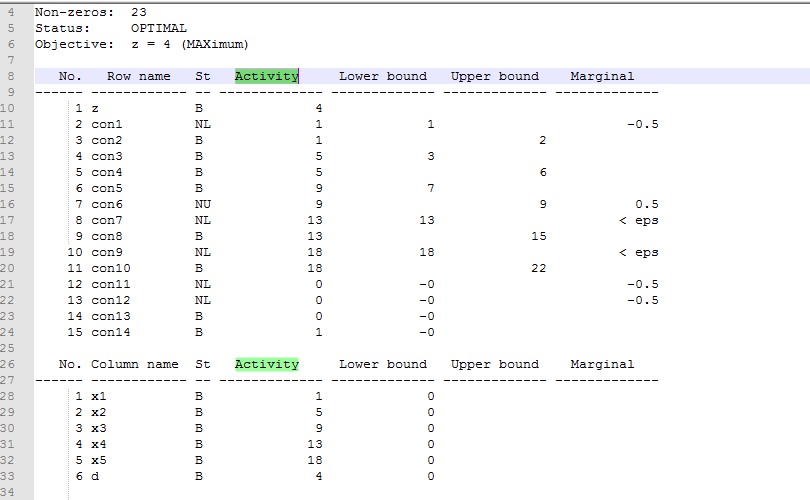 4 Non-zeros:  23
5 Status:     OPTIMAL
6 Objective:  z = 4 (MAXimum)
7
8    No.   Row name   St   Activity     Lower bound   Upper bound    Marginal
9 ------ ------------ -- ------------- ------------- ------------- -------------
10      1 z            B              4
11      2 con1         NL             1             1                        -0.5
12      3 con2         B              1                           2
13      4 con3         B              5             3
14      5 con4         B              5                           6
15      6 con5         B              9             7
16      7 con6         NU             9                           9           0.5
17      8 con7         NL            13            13                       < eps
18      9 con8         B             13                          15
19     10 con9         NL            18            18                       < eps
20     11 con10        B             18                          22
21     12 con11        NL             0            -0                        -0.5
22     13 con12        NL             0            -0                        -0.5
23     14 con13        B              0            -0
24     15 con14        B              1            -0
25
26    No. Column name  St   Activity     Lower bound   Upper bound    Marginal
27 ------ ------------ -- ------------- ------------- ------------- -------------
28      1 x1           B              1             0
29      2 x2           B              5             0
30      3 x3           B              9             0
31      4 x4           B             13             0
32      5 x5           B             18             0
33      6 d            B              4             0
34